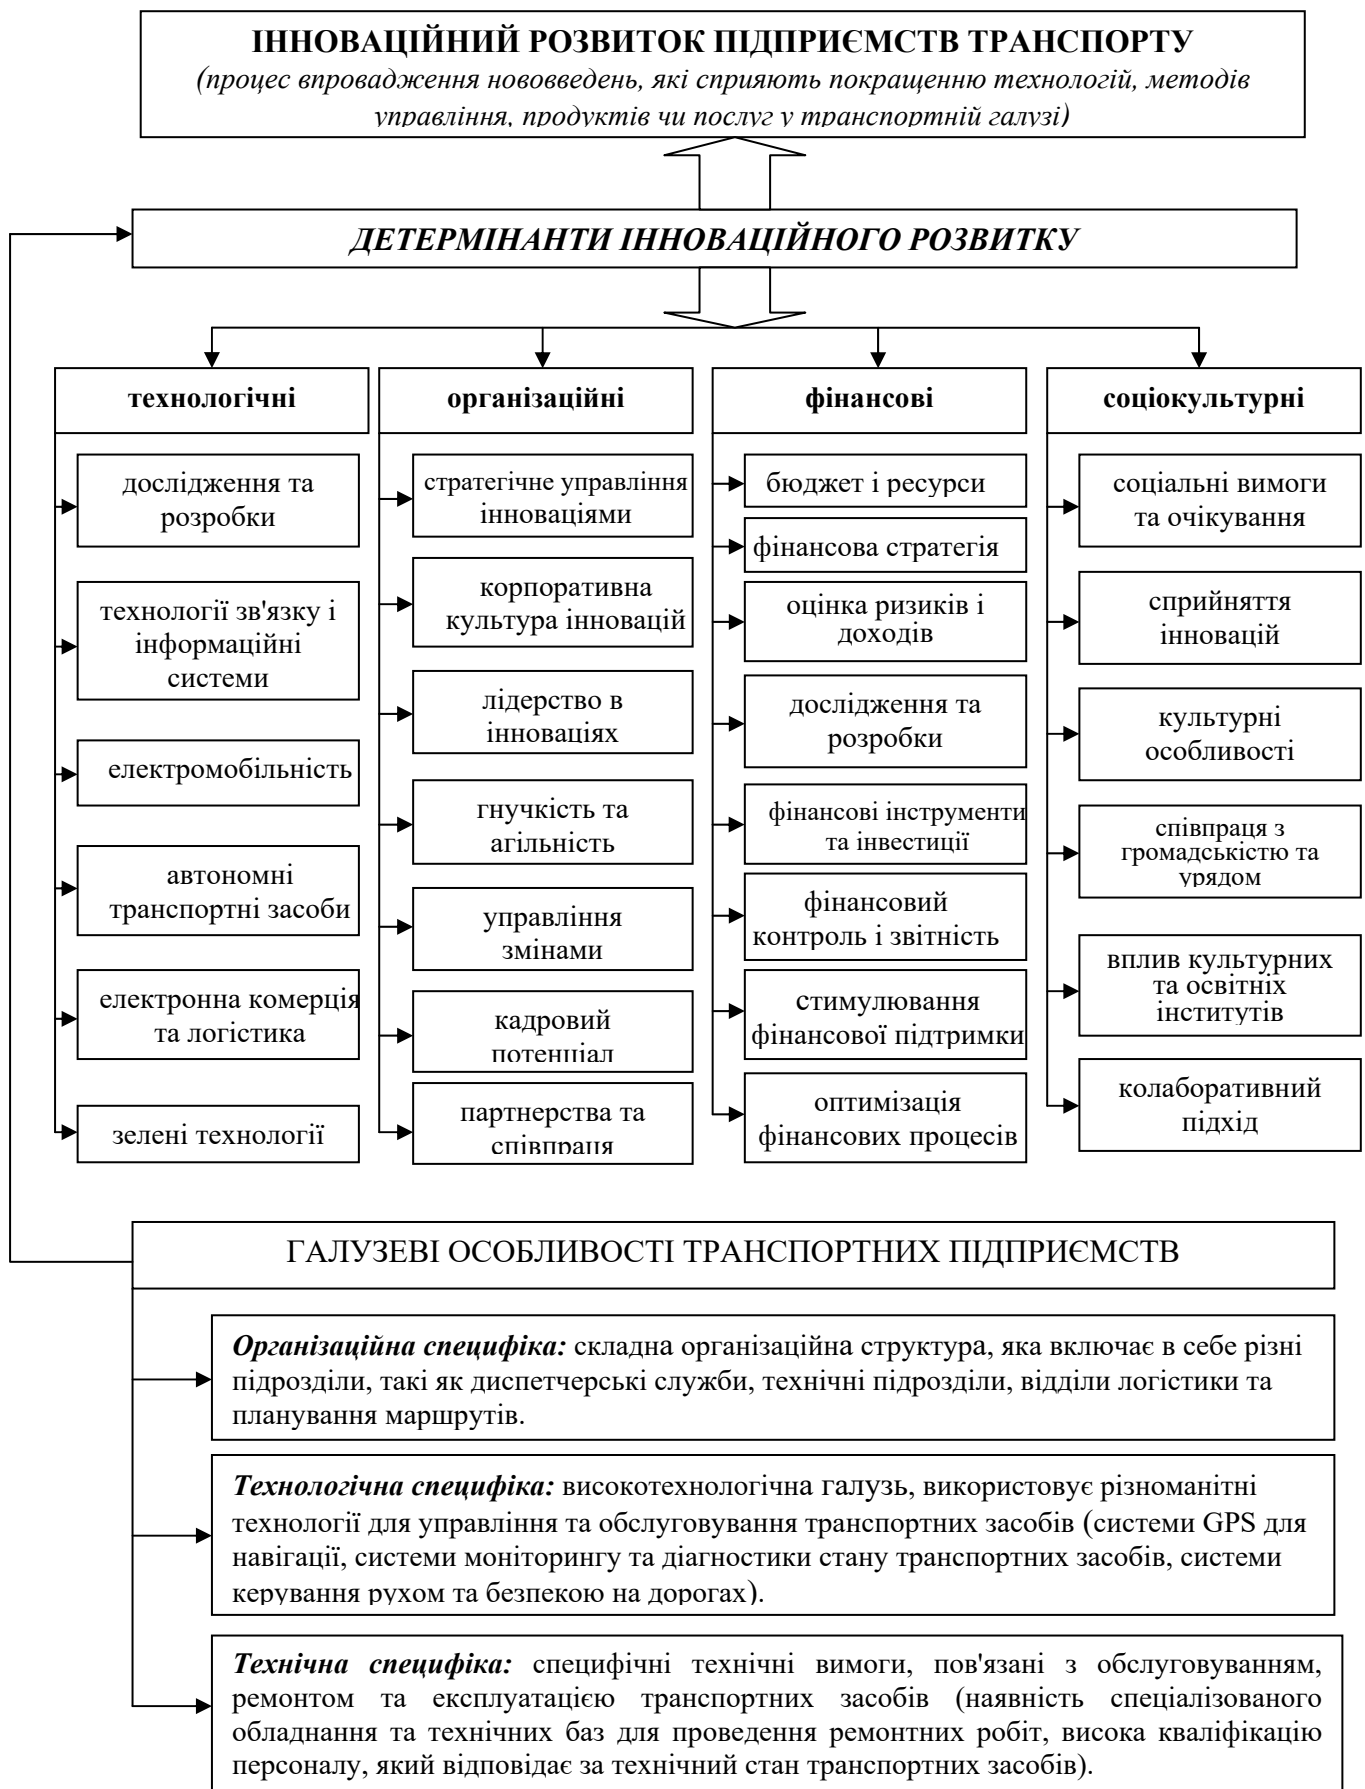 ІННОВАЦІЙНИЙ РОЗВИТОК ПІДПРИЄМСТВ ТРАНСПОРТУ
(процес впровадження нововведень, які сприяють покращенню технологій, методів
управління, продуктів чи послуг у транспортній галузі)
ДЕТЕРМІНАНТИ ІННОВАЦІЙНОГО РОЗВИТКУ
технологічні
дослідження та
розробки
технології зв'язку і
інформаційні
системи
електромобільність
автономні
транспортні засоби
електронна комерція
та логістика
зелені технології
організаційні
стратегічне управління
інноваціями
корпоративна
культура інновацій
лідерство в
інноваціях
гнучкість та
агільність
управління
змінами
кадровий
потенціал
партнерства та
співпраця
фінансові
бюджет і ресурси
фінансова стратегія
оцінка ризиків і
доходів
дослідження та
розробки
фінансові інструменти
та інвестиції
фінансовий
контроль і звітність
стимулювання
фінансової підтримки
оптимізація
фінансових процесів
соціокультурні
соціальні вимоги
та очікування
сприйняття
інновацій
культурні
особливості
співпраця з
громадськістю та
урядом
вплив культурних
та освітніх
інститутів
колаборативний
підхід
ГАЛУЗЕВІ ОСОБЛИВОСТІ ТРАНСПОРТНИХ ПІДПРИЄМСТВ
Організаційна специфіка: складна організаційна структура, яка включає в себе різні
підрозділи, такі як диспетчерські служби, технічні підрозділи, відділи логістики та
планування маршрутів.
Технологічна специфіка: високотехнологічна галузь, використовує різноманітні
технології для управління та обслуговування транспортних засобів (системи GPS для
навігації, системи моніторингу та діагностики стану транспортних засобів, системи
керування рухом та безпекою на дорогах).
Технічна специфіка: специфічні технічні вимоги, пов'язані з обслуговуванням,
ремонтом та експлуатацією транспортних засобів (наявність спеціалізованого
обладнання та технічних баз для проведення ремонтних робіт, висока кваліфікацію
персоналу, який відповідає за технічний стан транспортних засобів).